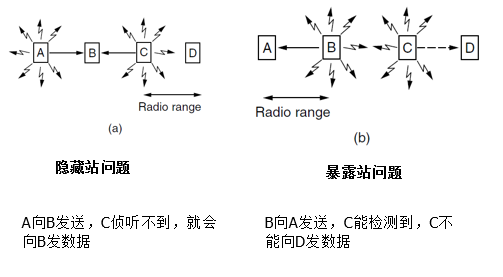 A B C D
Radio range
(a)
隐藏站问题
A向B发送，C侦听不到，就会
向B发数据
A B C D
Radio range
(b)
暴露站问题
B向A发送，C能检测到，C不
能向D发数据